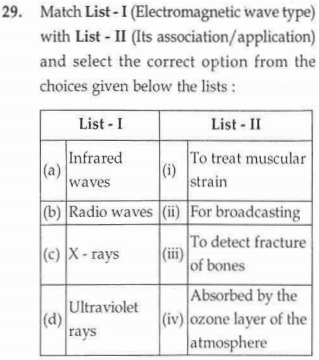 29. Match List - I (Electromagnetic wave type)
with List - II (Its association/application)
and select the correct option from the
choices given below the lists :
List - I List - II
(a) Infrared waves (i) To treat muscular strain
(b) Radio waves (ii) For broadcasting
(c) X - rays (iii) To detect fracture of bones
(d) Ultraviolet rays (iv) Absorbed by the ozone layer of the atmosphere